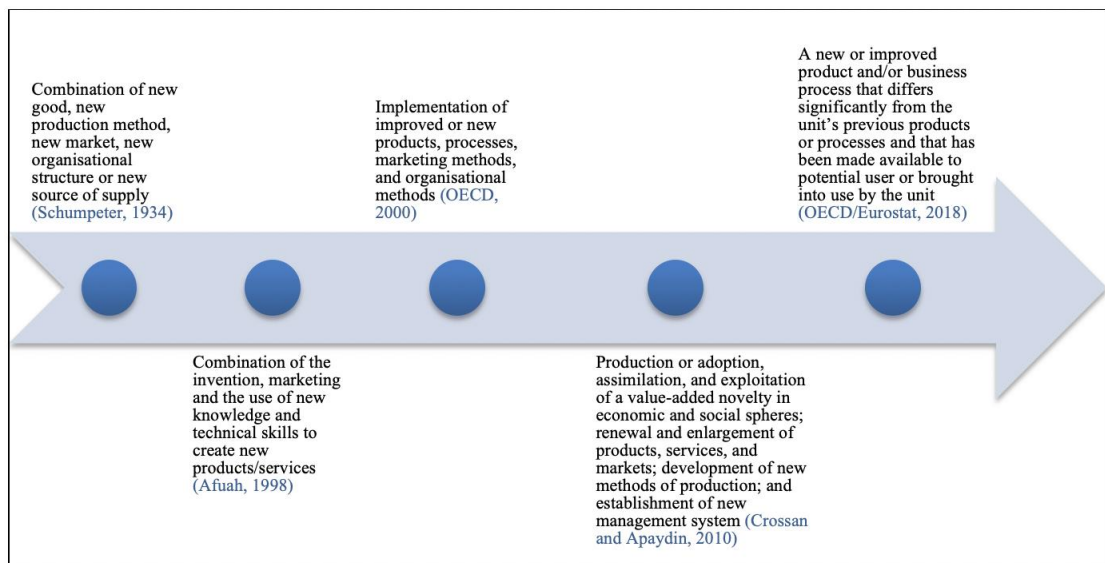 Combination of new
good, new
production method,
new market, new
organisational
structure or new
source of supply
(Schumpeter, 1934)
Combination of the
invention, marketing
and the use of new
knowledge and
technical skills to
create new
products/services
(Afuah, 1998)
Implementation of
improved or new
products, processes,
marketing methods,
and organisational
methods (OECD,
2000)
Production or adoption,
assimilation, and exploitation
of a value-added novelty in
economic and social spheres;
renewal and enlargement of
products, services, and
markets; development of new
methods of production; and
establishment of new
management system (Crossan
and Apaydin, 2010)
A new or improved
product and/or business
process that differs
significantly from the
unit’s previous products
or processes and that has
been made available to
potential user or brought
into use by the unit
(OECD/Eurostat, 2018)